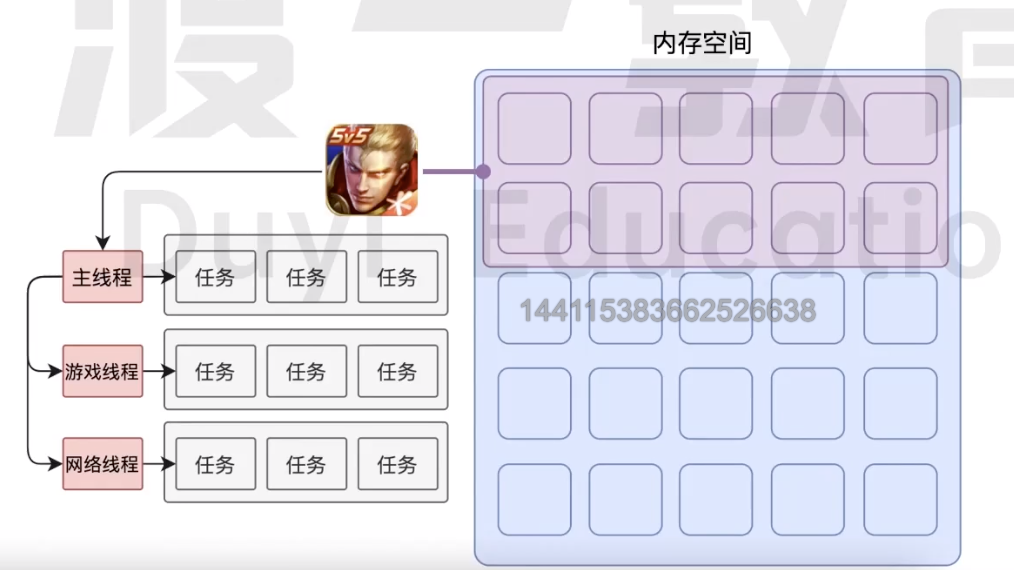 渡一教育
内存空间
5v5
Duyi Educatio
主线程
任务
任务
任务
144115383662526638
游戏线程
任务
任务
任务
网络线程
任务
任务
任务